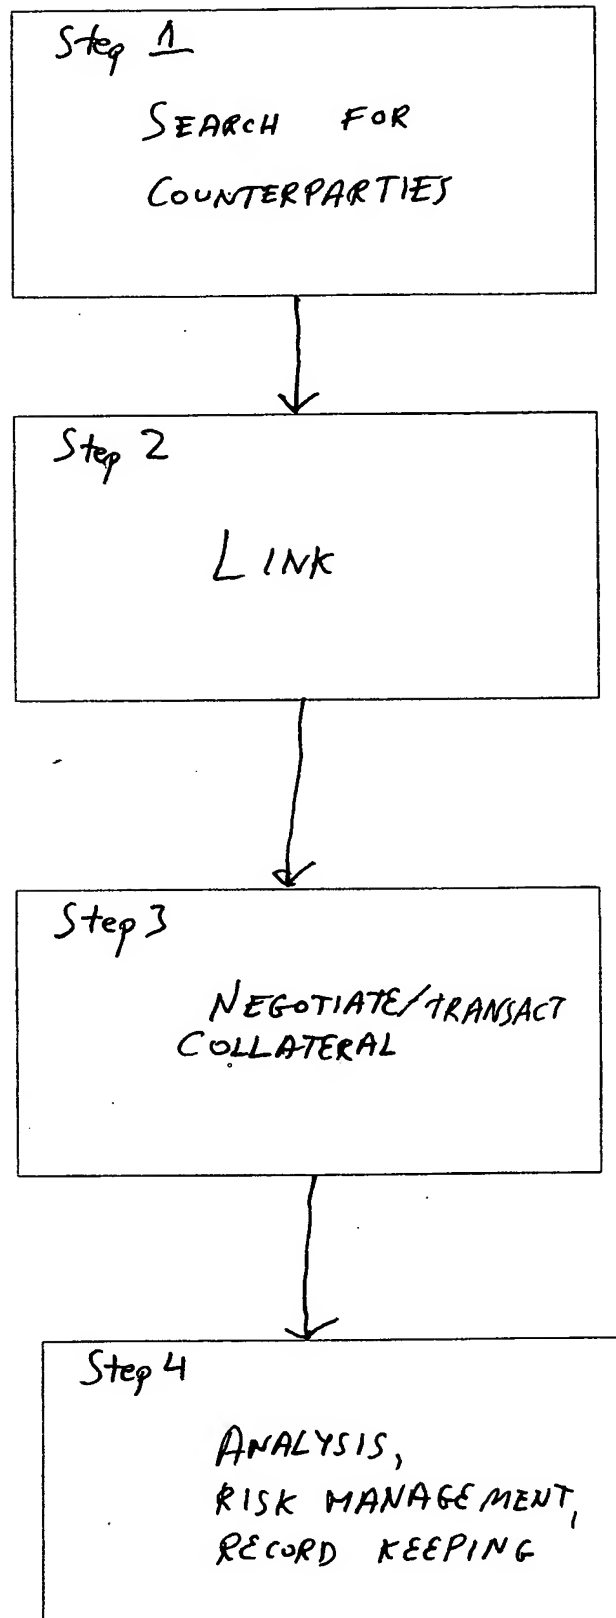 Step 1
SEARCH FOR
COUNTERPARTIES
Step 2
LINK
Step 3
NEGOTIATE/TRANSACT
COLLATERAL
Step 4
ANALYSIS,
RISK MANAGEMENT,
RECORD KEEPING